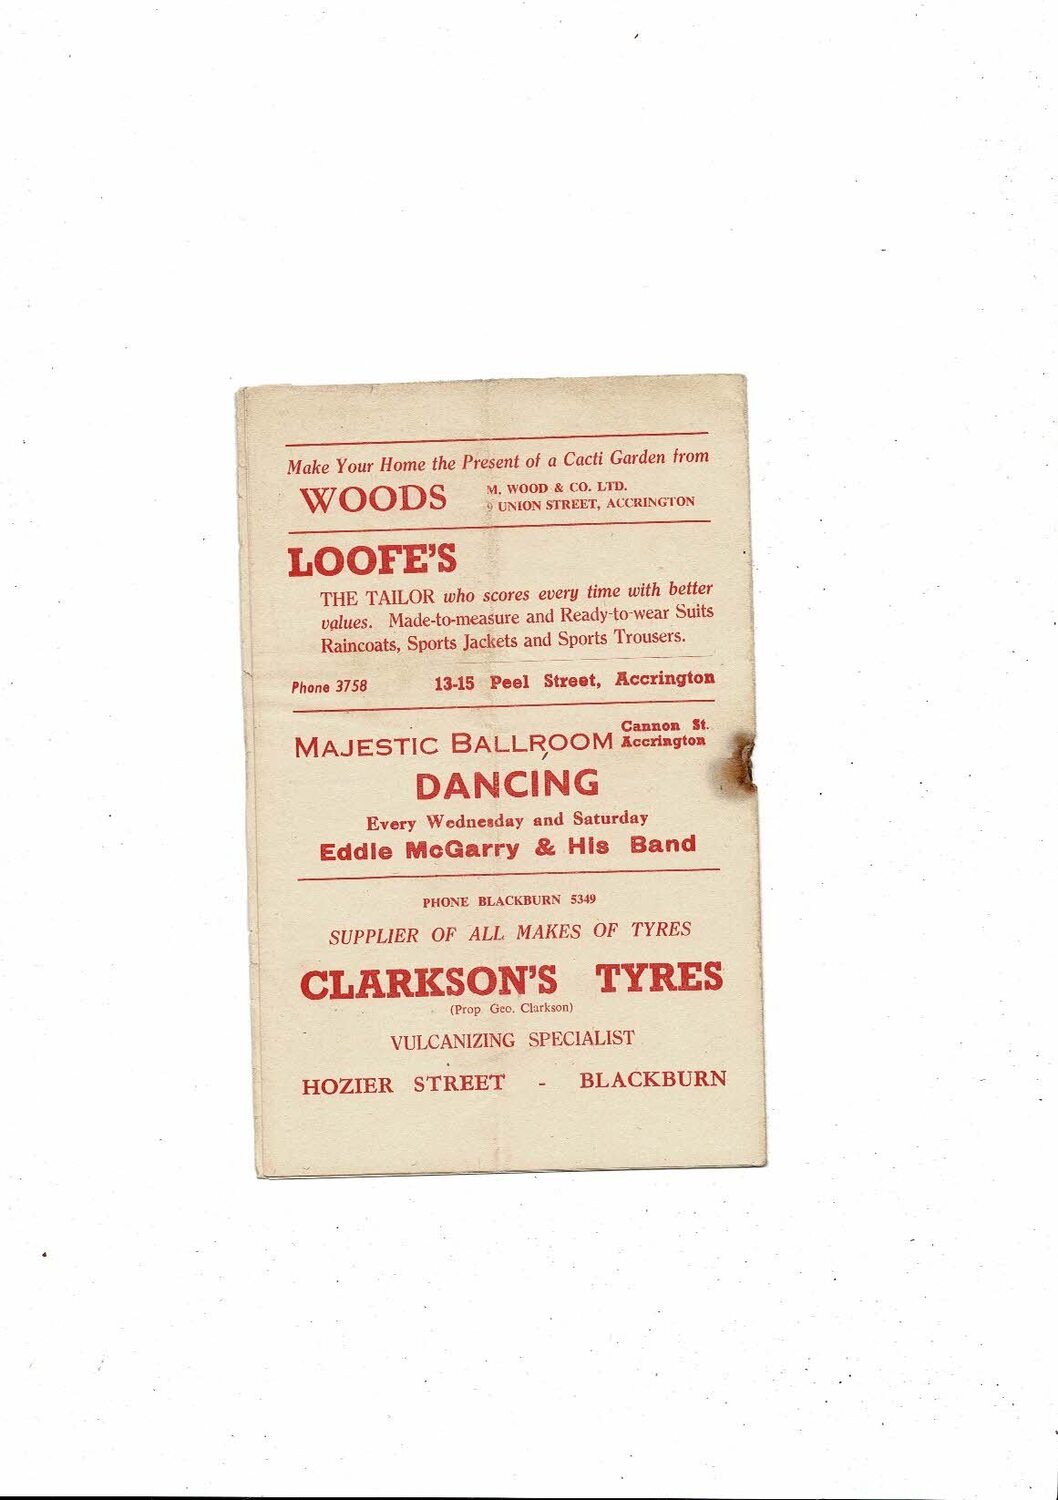 Make Your Home the Present of a Cacti Garden from
WOODS M. WOOD & CO. LTD.
9 UNION STREET, ACCRINGTON
LOOFE'S
THE TAILOR who scores every time with better
values. Made-to-measure and Ready-to-wear Suits
Raincoats, Sports Jackets and Sports Trousers.
Phone 3758 13-15 Peel Street, Accrington
MAJESTIC BALLROOM Cannon St.
Accrington
DANCING
Every Wednesday and Saturday
Eddie McGarry & His Band
PHONE BLACKBURN 5349
SUPPLIER OF ALL MAKES OF TYRES
CLARKSON'S TYRES
(Prop Geo. Clarkson)
VULCANIZING SPECIALIST
HOZIER STREET - BLACKBURN